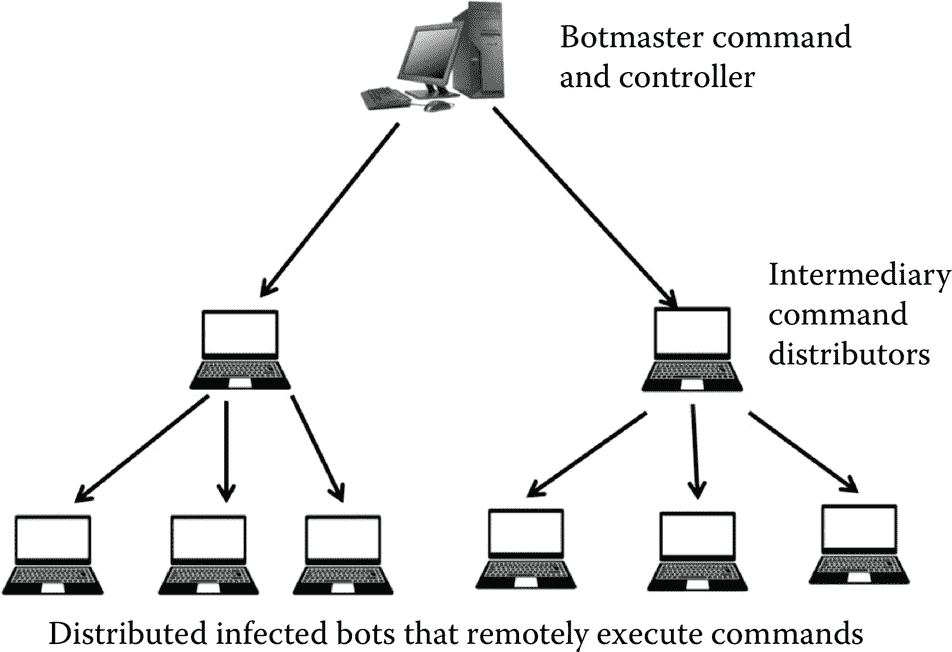 Botmaster command
and controller
Intermediary
command
distributors
Distributed infected bots that remotely execute commands